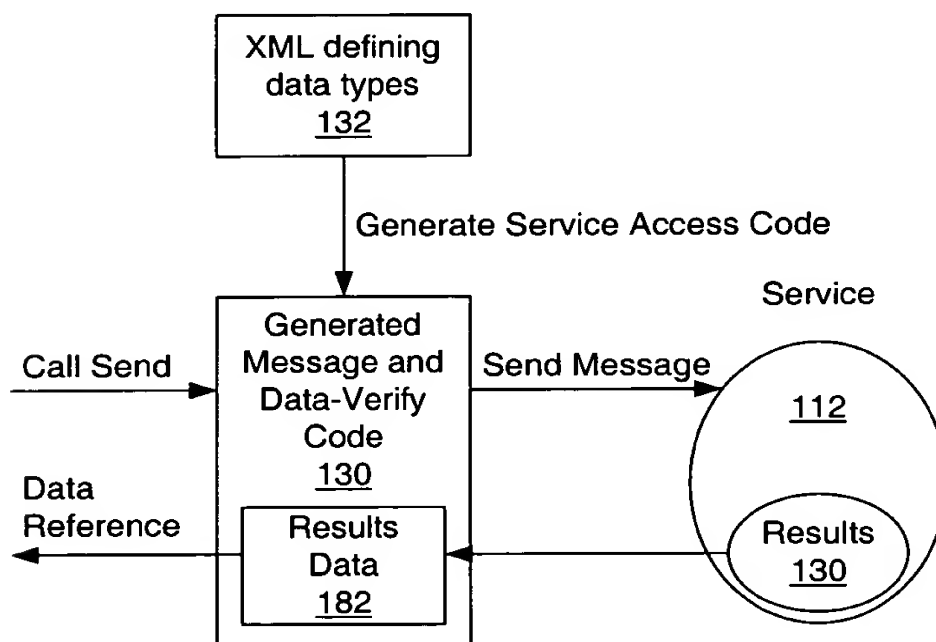 XML defining
data types
132
Generate Service Access Code
Service
Call Send
Generated
Message and
Data-Verify
Code
130
Send Message
112
Data
Reference
Results
Data
182
Results
130